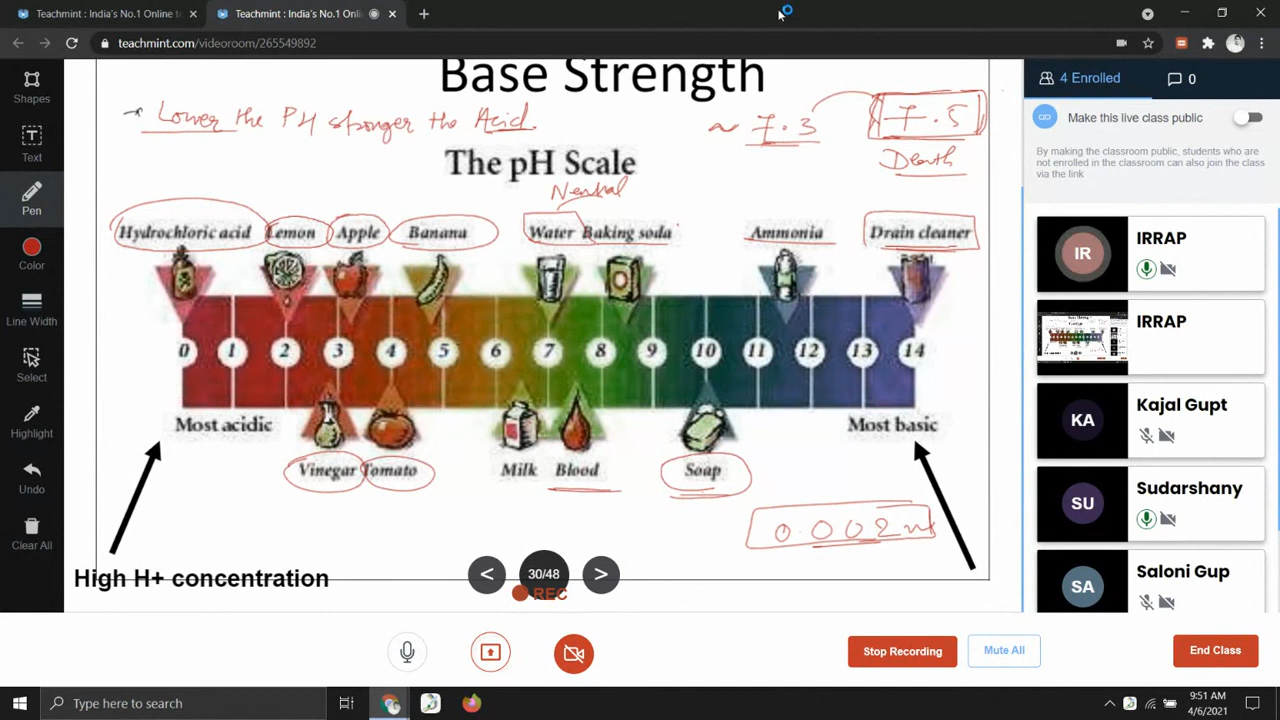 Teachmint: India's No.1 Online t
Teachmint: India's No.1 Onli
teachmint.com/videoroom/265549892
Shapes
Text
Pen
Color
Line Width
Select
Highlight
Undo
Clear All
Base Strength
→ Lower the PH stronger the Acid.
~ 7.3
7.5
Death
The pH Scale
Neutral
Hydrochloric acid Lemon Apple Banana Water Baking soda Ammonia Drain cleaner
0 1 2 3 4 5 6 7 8 9 10 11 12 13 14
Most acidic
Most basic
Vinegar Tomato Milk Blood Soap
0.002
High H+ concentration
< 30/48 >
REC
4 Enrolled
0
Make this live class public
By making the classroom public, students who are
not enrolled in the classroom can also join the class
via the link
IR
IRRAP
IRRAP
KA
Kajal Gupt
SU
Sudarshany
SA
Saloni Gup
Stop Recording
Mute All
End Class
Type here to search
9:51 AM
4/6/2021